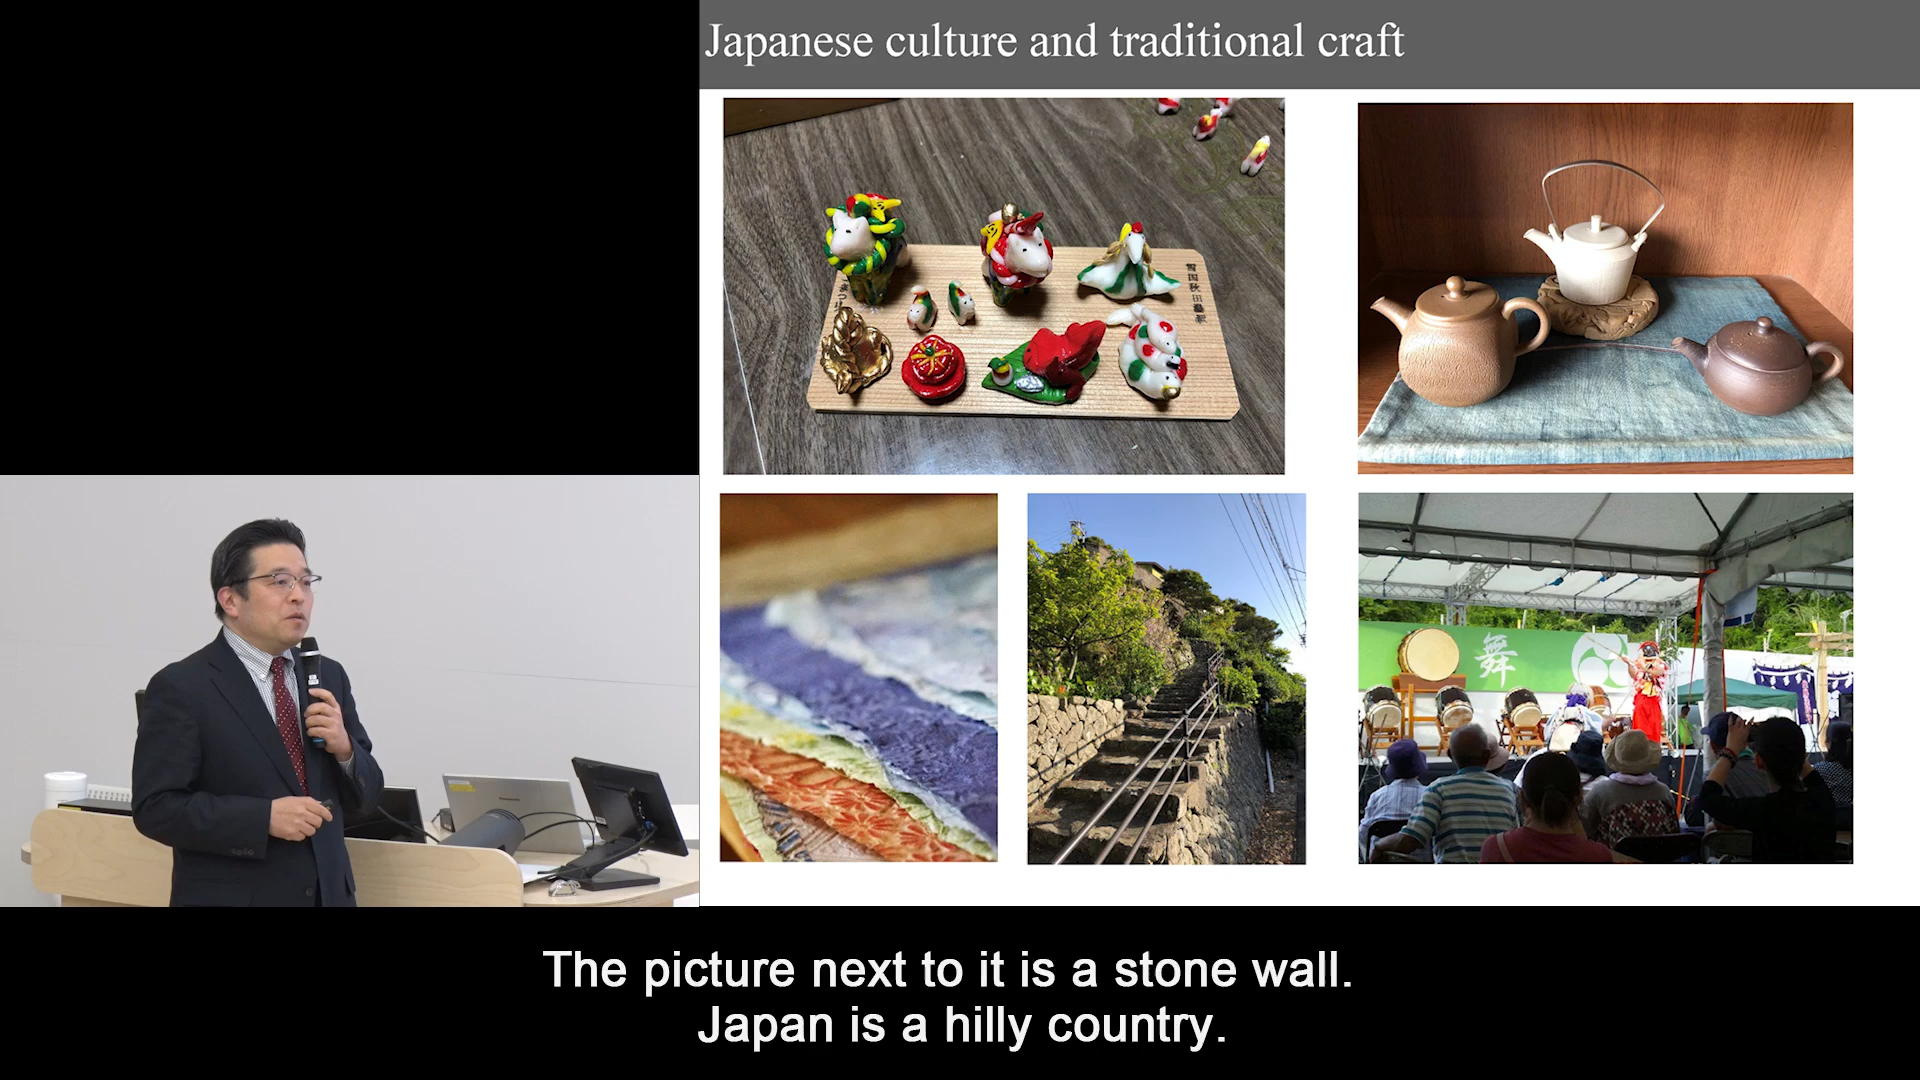 Japanese culture and traditional craft
舞
The picture next to it is a stone wall.
Japan is a hilly country.